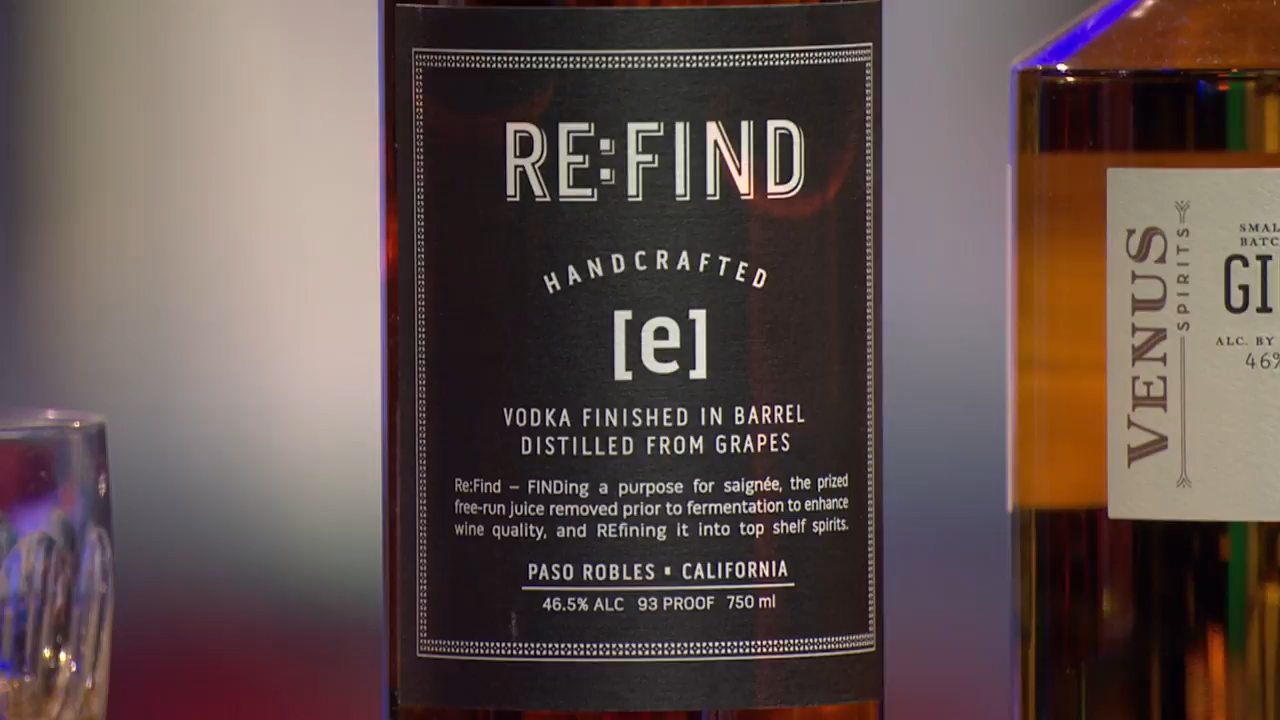 RE:FIND
HANDCRAFTED
[e]
VODKA FINISHED IN BARREL
DISTILLED FROM GRAPES
Re:Find – FINDing a purpose for saignée, the prized
free-run juice removed prior to fermentation to enhance
wine quality, and REfining it into top shelf spirits.
PASO ROBLES ▪ CALIFORNIA
46.5% ALC 93 PROOF 750 ml
VENUS
SPIRITS
SMAL
BATC
GI
ALC. BY
46%